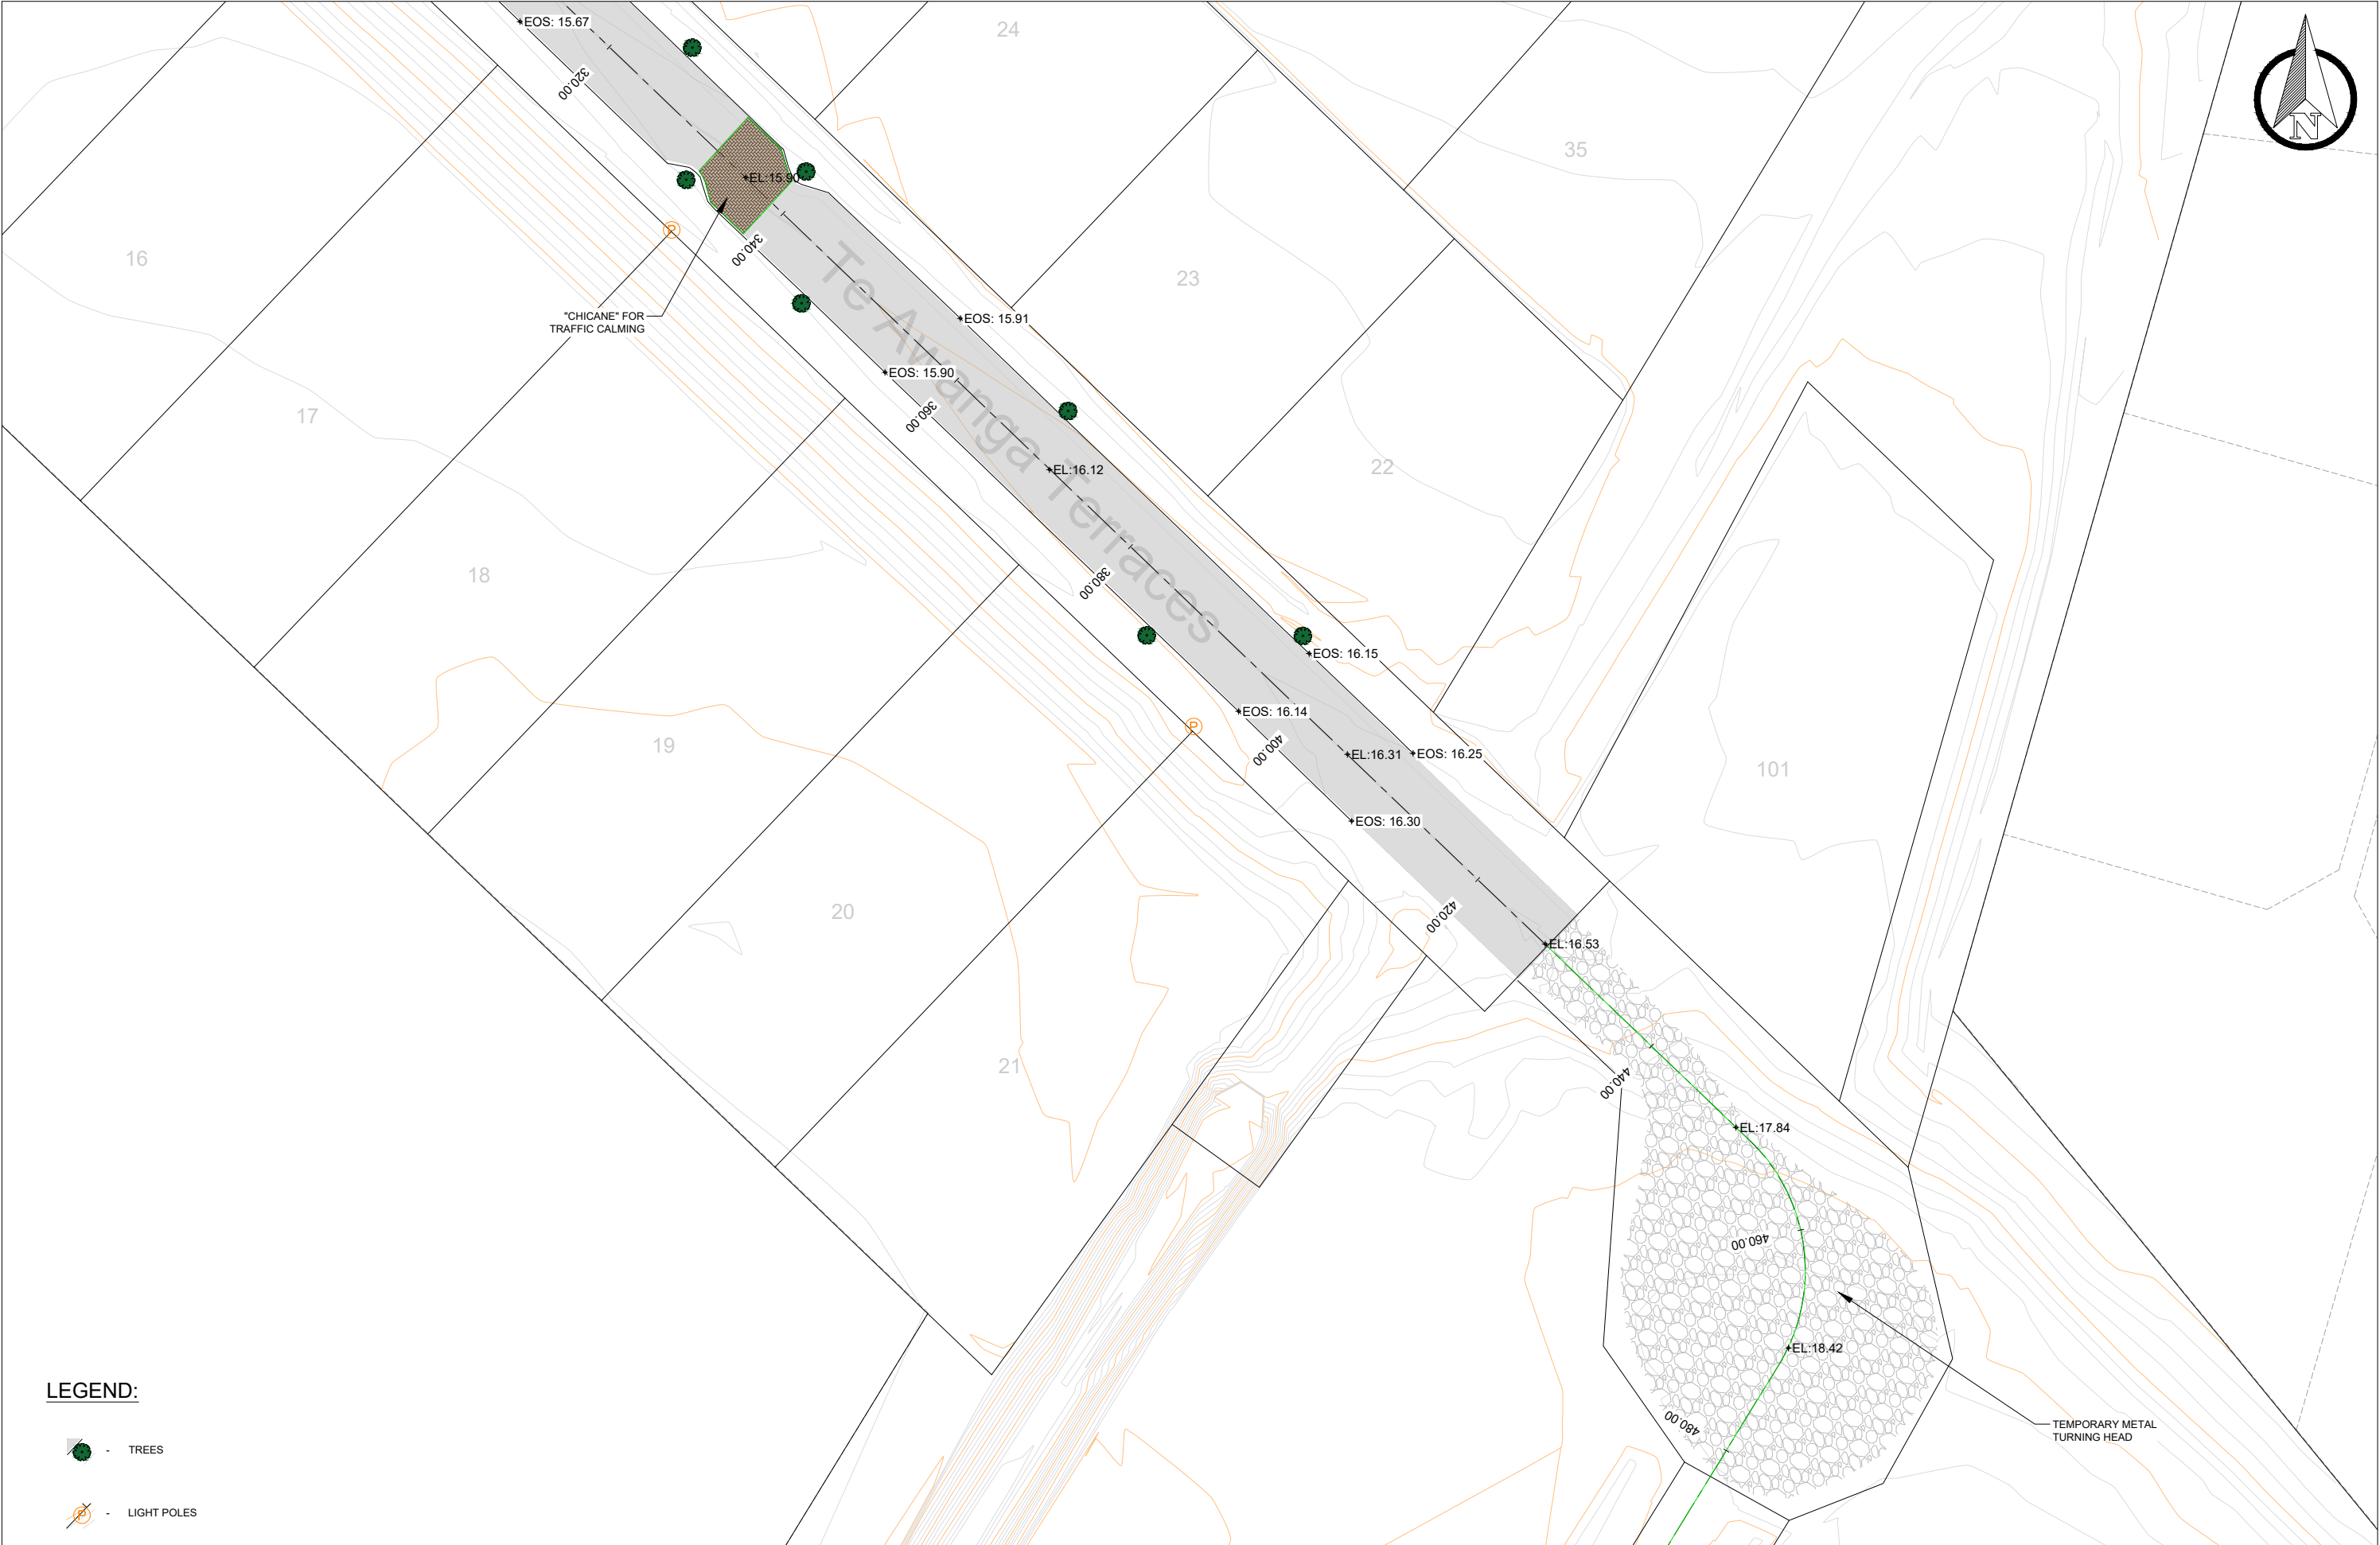 EOS: 15.67
24
N
320.00
35
EL:15.90
16
340.00
23
"CHICANE" FOR
TRAFFIC CALMING
EOS: 15.91
Te Awanga Terraces
EOS: 15.90
17
360.00
22
EL:16.12
18
380.00
EOS: 16.15
EOS: 16.14
P
P
19
400.00
EL:16.31
EOS: 16.25
101
EOS: 16.30
20
420.00
EL:16.53
21
440.00
EL:17.84
460.00
EL:18.42
480.00
TEMPORARY METAL
TURNING HEAD
LEGEND:
- TREES
P - LIGHT POLES